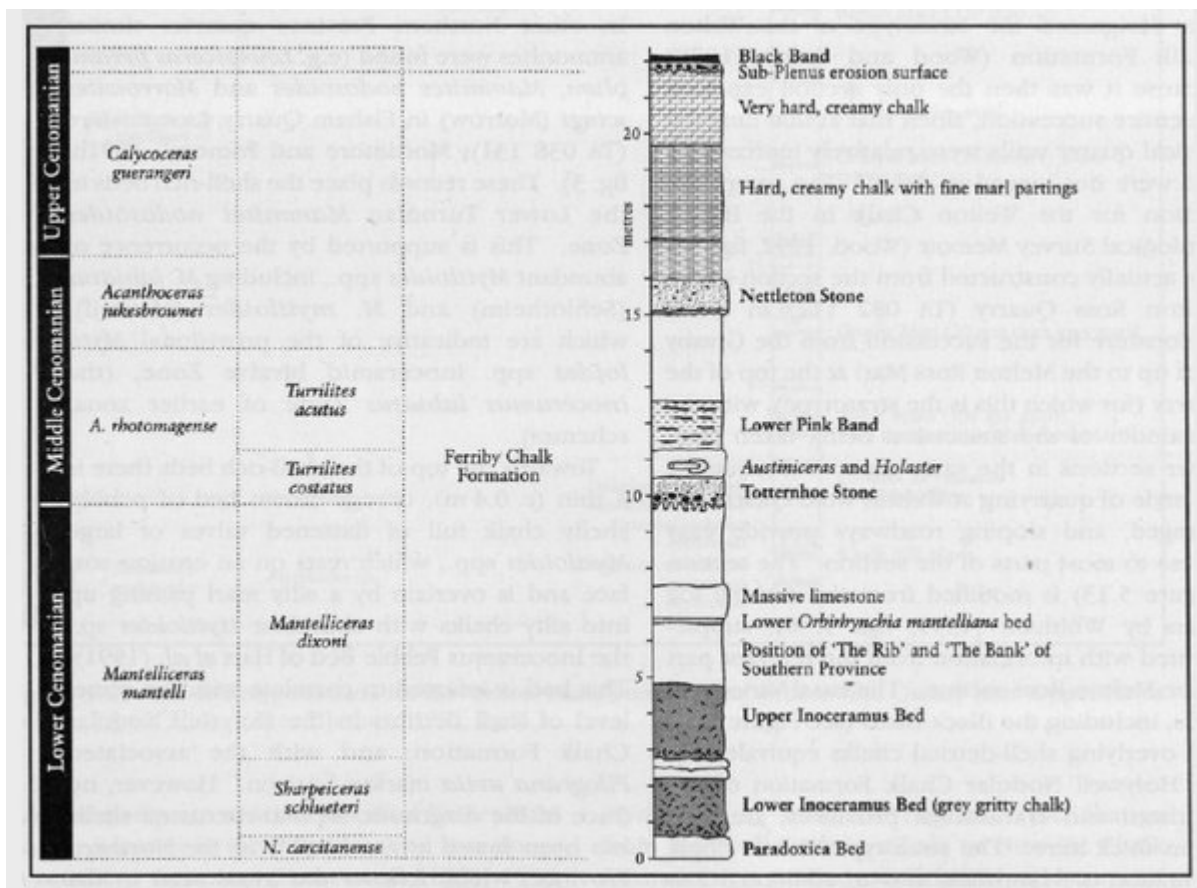 Upper Cenomanian
Middle Cenomanian
Lower Cenomanian
Calycoceras
guerangeri
Acanthoceras
jukesbrownei
A. rhotomagense
Mantelliceras
mantelli
Turrilites
acutus
Turrilites
costatus
Mantelliceras
dixoni
Sharpeiceras
schlueteri
N. carcitanense
Ferriby Chalk
Formation
metres
20
15
10
5
0
Black Band
Sub-Plenus erosion surface
Very hard, creamy chalk
Hard, creamy chalk with fine marl partings
Nettleton Stone
Lower Pink Band
Austiniceras and Holaster
Totternhoe Stone
Massive limestone
Lower Orbirhynchia mantelliana bed
Position of 'The Rib' and 'The Bank' of
Southern Province
Upper Inoceramus Bed
Lower Inoceramus Bed (grey gritty chalk)
Paradoxica Bed